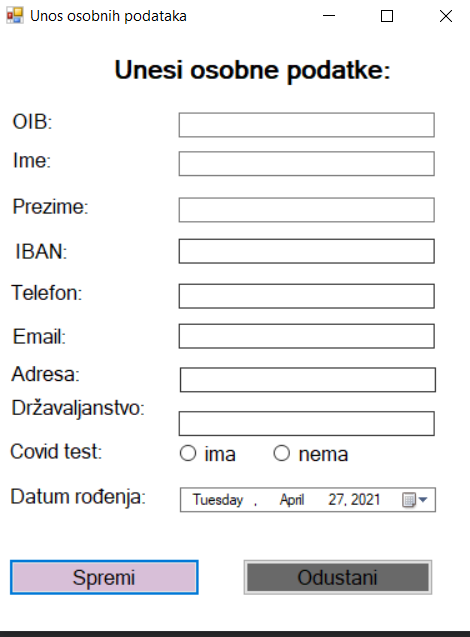 Unos osobnih podataka
Unesi osobne podatke:
OIB:
Ime:
Prezime:
IBAN:
Telefon:
Email:
Adresa:
Državaljanstvo:
Covid test: ima nema
Datum rođenja: Tuesday , April 27, 2021
Spremi Odustani